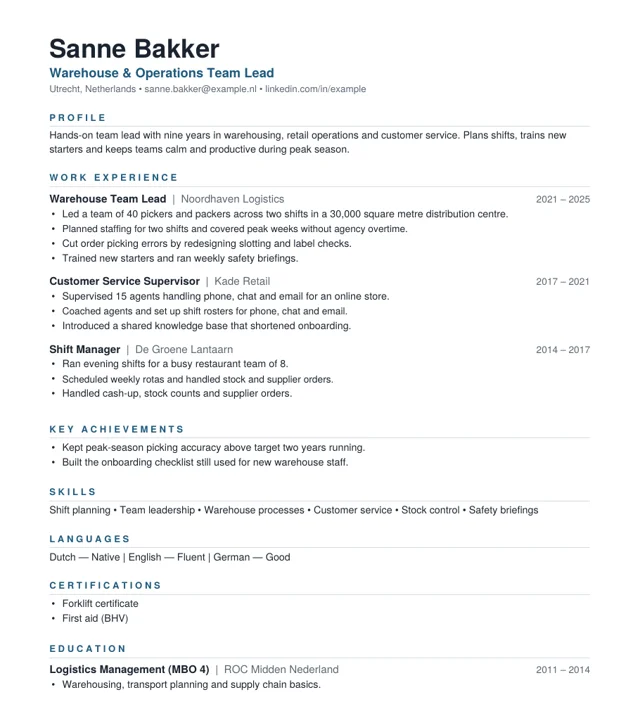 Sanne Bakker
Warehouse & Operations Team Lead
Utrecht, Netherlands • sanne.bakker@example.nl • linkedin.com/in/example
PROFILE
Hands-on team lead with nine years in warehousing, retail operations and customer service. Plans shifts, trains new
starters and keeps teams calm and productive during peak season.
WORK EXPERIENCE
Warehouse Team Lead | Noordhaven Logistics 2021 – 2025
• Led a team of 40 pickers and packers across two shifts in a 30,000 square metre distribution centre.
• Planned staffing for two shifts and covered peak weeks without agency overtime.
• Cut order picking errors by redesigning slotting and label checks.
• Trained new starters and ran weekly safety briefings.
Customer Service Supervisor | Kade Retail 2017 – 2021
• Supervised 15 agents handling phone, chat and email for an online store.
• Coached agents and set up shift rosters for phone, chat and email.
• Introduced a shared knowledge base that shortened onboarding.
Shift Manager | De Groene Lantaarn 2014 – 2017
• Ran evening shifts for a busy restaurant team of 8.
• Scheduled weekly rotas and handled stock and supplier orders.
• Handled cash-up, stock counts and supplier orders.
KEY ACHIEVEMENTS
• Kept peak-season picking accuracy above target two years running.
• Built the onboarding checklist still used for new warehouse staff.
SKILLS
Shift planning • Team leadership • Warehouse processes • Customer service • Stock control • Safety briefings
LANGUAGES
Dutch — Native | English — Fluent | German — Good
CERTIFICATIONS
• Forklift certificate
• First aid (BHV)
EDUCATION
Logistics Management (MBO 4) | ROC Midden Nederland 2011 – 2014
• Warehousing, transport planning and supply chain basics.